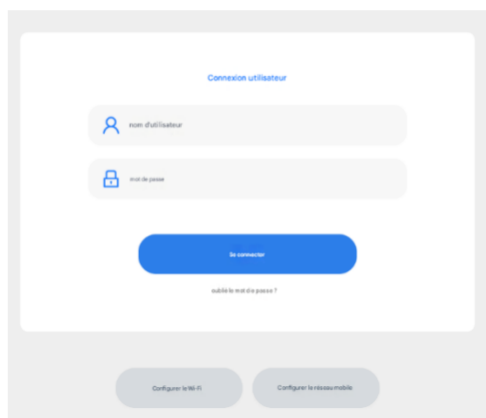 Connexion utilisateur
nom d'utilisateur
mot de passe
Se connecter
oublié le mot de passe ?
Configurer le Wi-Fi
Configurer le réseau mobile